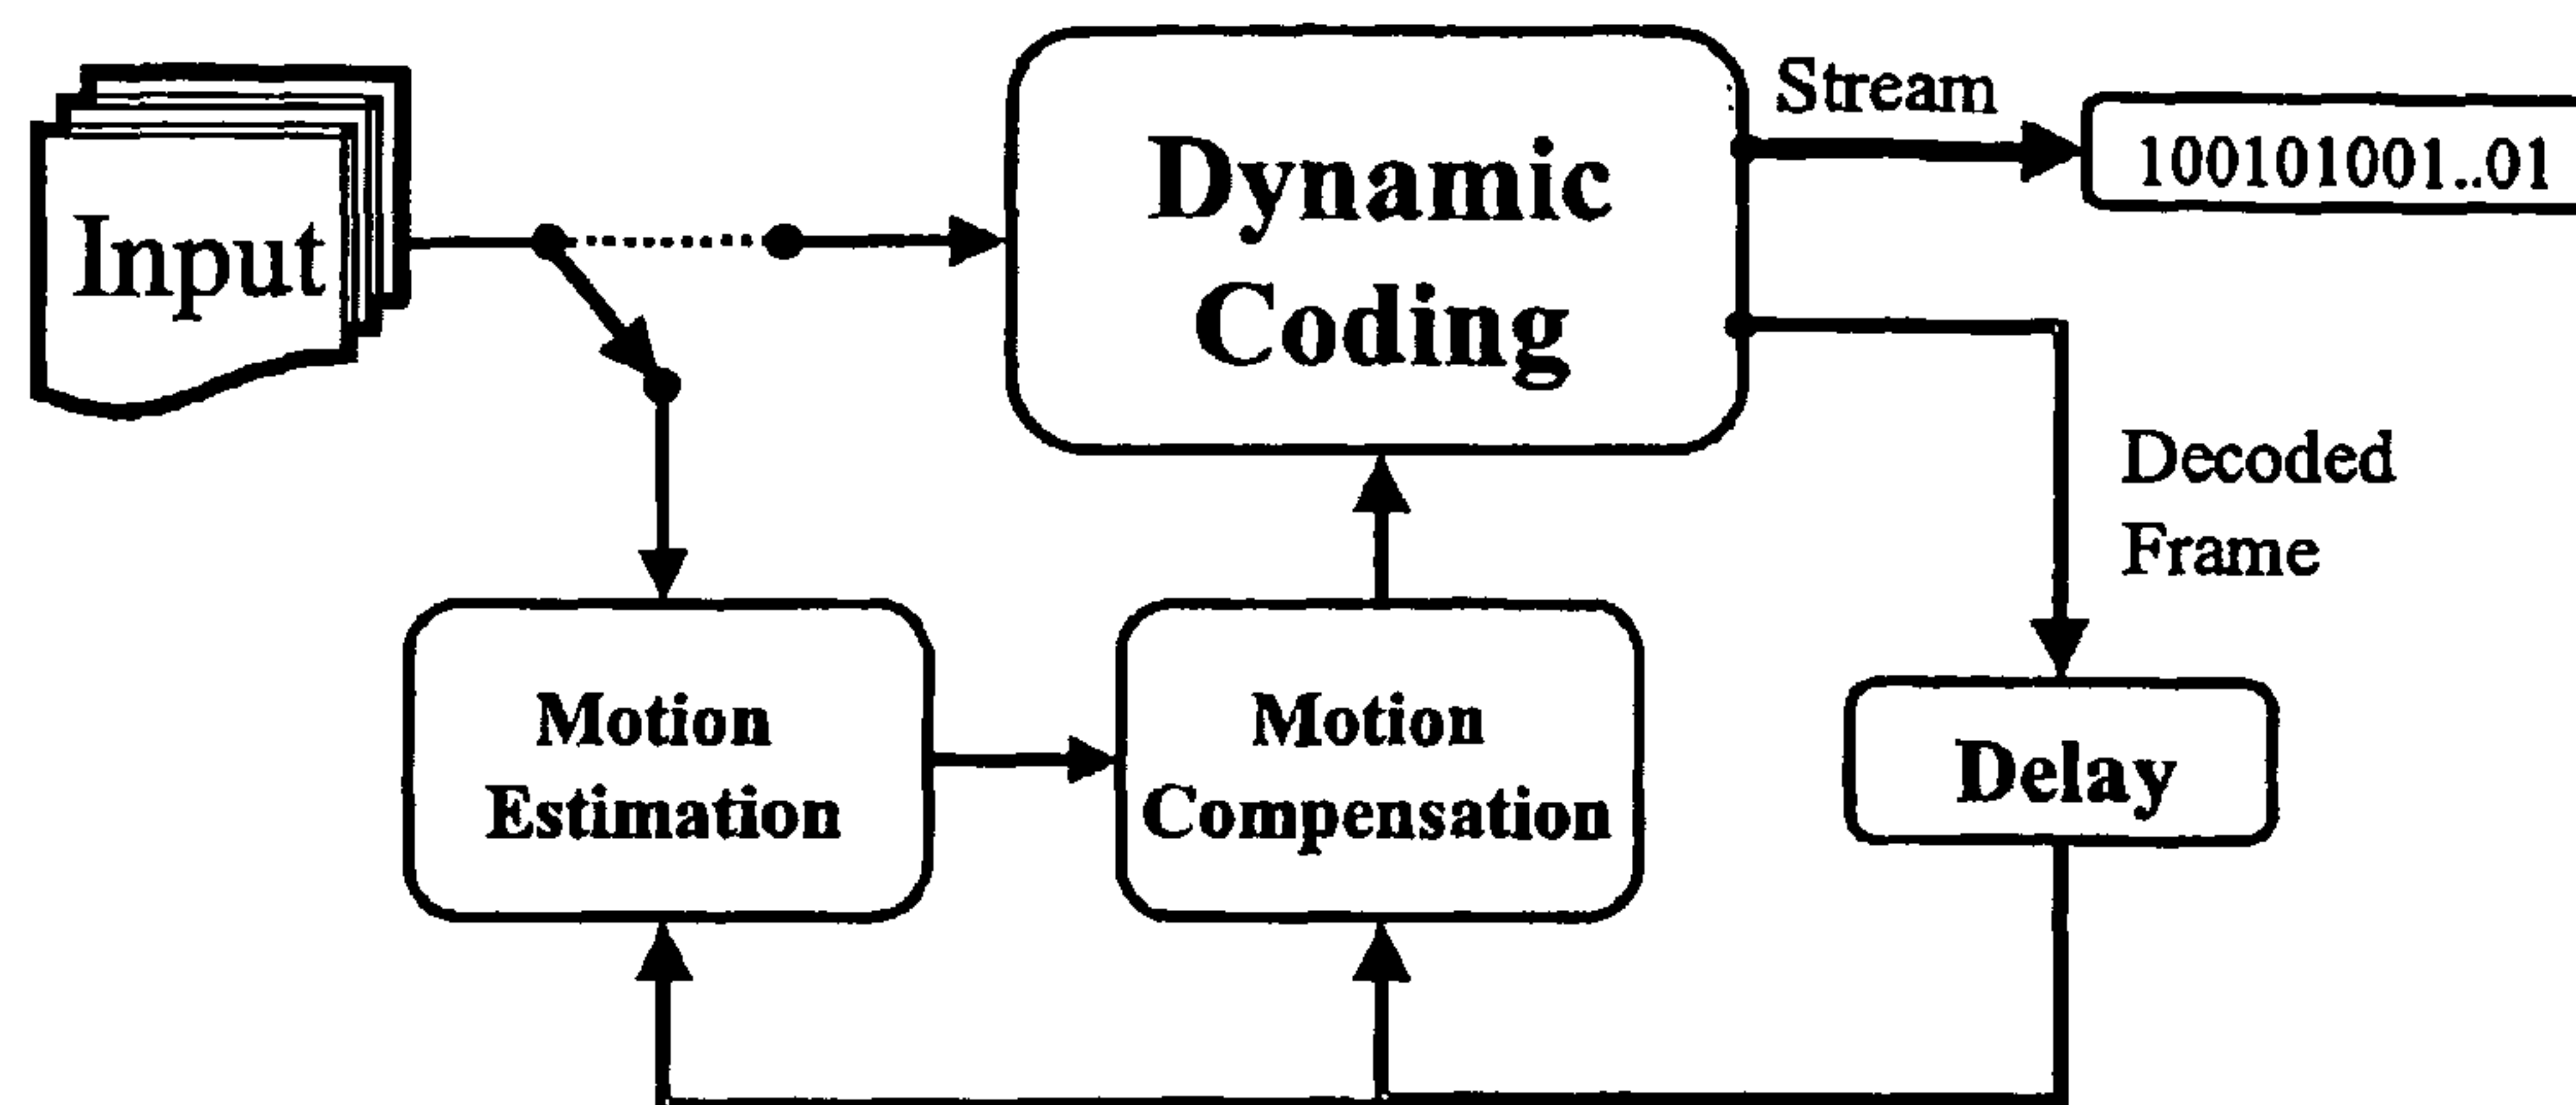 Input
Dynamic
Coding
Stream
100101001..01
Decoded
Frame
Motion
Estimation
Motion
Compensation
Delay